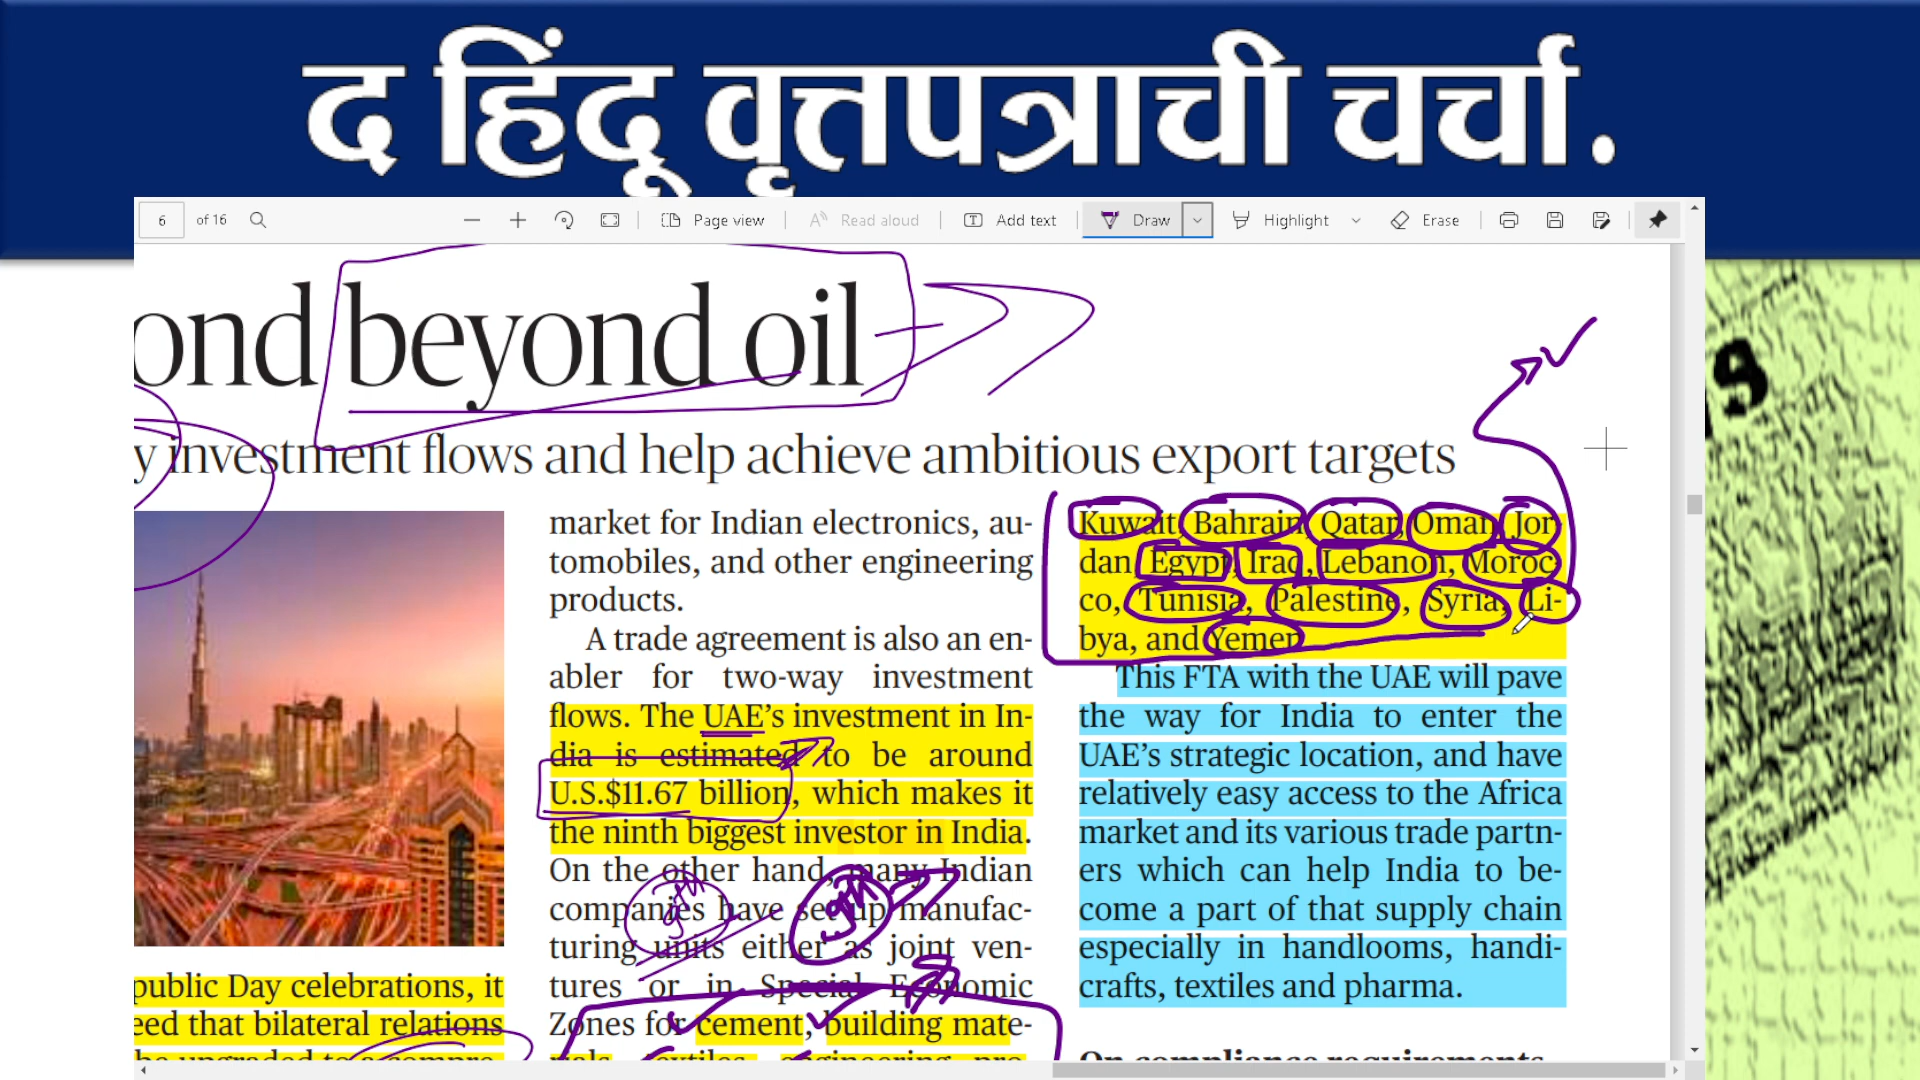 द हिंदू वृत्तपत्राची चर्चा.
6 of 16 Page view Read aloud Add text Draw Highlight Erase
ond beyond oil
y investment flows and help achieve ambitious export targets
public Day celebrations, it
eed that bilateral relations
market for Indian electronics, au-
tomobiles, and other engineering
products.
A trade agreement is also an en-
abler for two-way investment
flows. The UAE's investment in In-
dia is estimated to be around
U.S.$11.67 billion, which makes it
the ninth biggest investor in India.
On the other hand, many Indian
companies have set up manufac-
turing units either as joint ven-
tures or in Special Economic
Zones for cement, building mate-
rials, textiles, engineering pro-
Kuwait, Bahrain, Qatar, Oman, Jor-
dan, Egypt, Iraq, Lebanon, Moroc-
co, Tunisia, Palestine, Syria, Li-
bya, and Yemen
This FTA with the UAE will pave
the way for India to enter the
UAE's strategic location, and have
relatively easy access to the Africa
market and its various trade partn-
ers which can help India to be-
come a part of that supply chain
especially in handlooms, handi-
crafts, textiles and pharma.
On compliance requirements